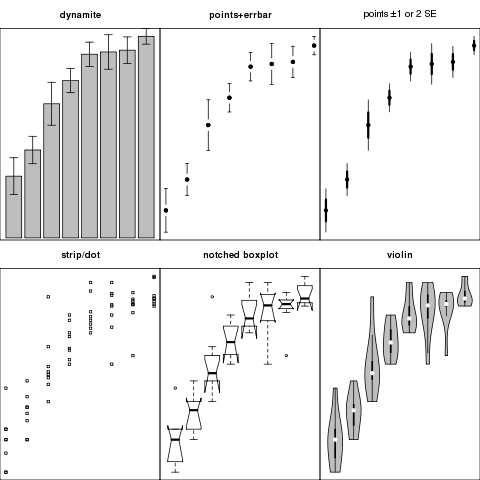 dynamite
points+errbar
points ±1 or 2 SE
strip/dot
notched boxplot
violin